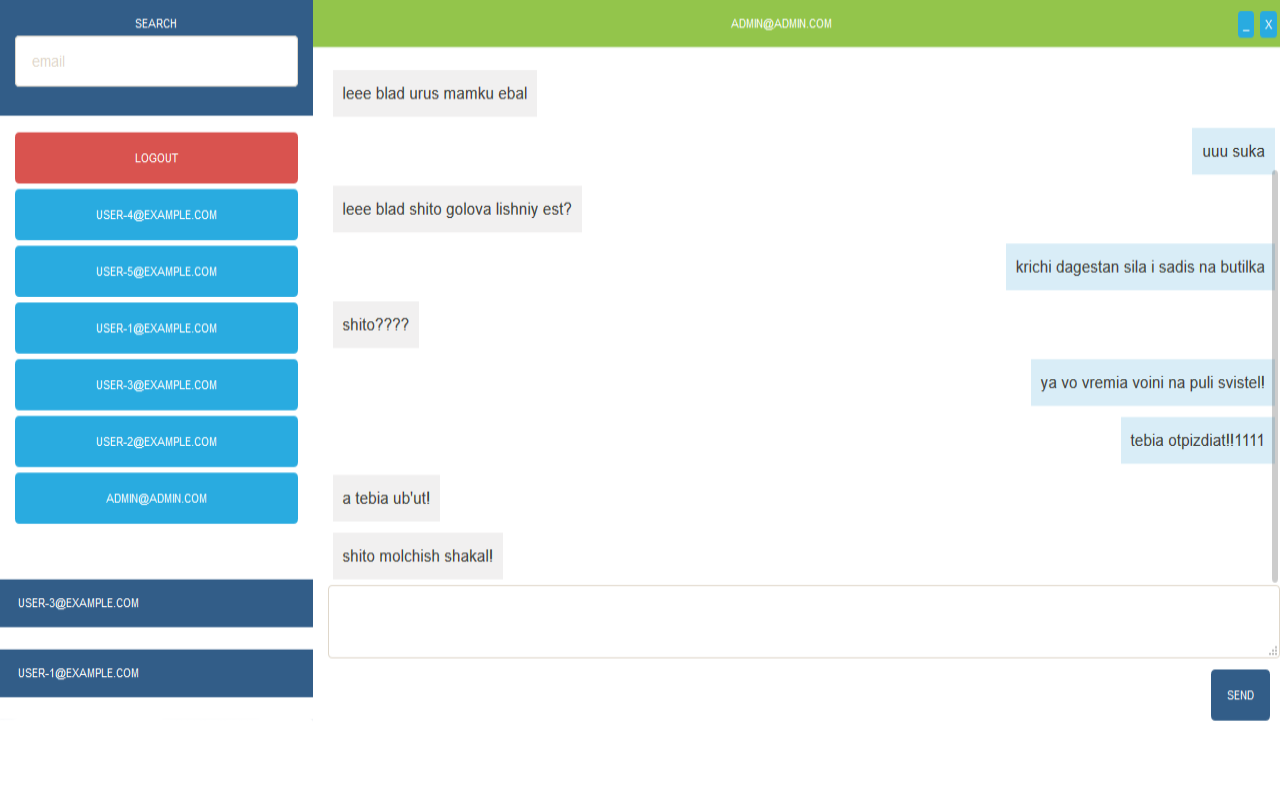 SEARCH
email
LOGOUT
USER-4@EXAMPLE.COM
USER-5@EXAMPLE.COM
USER-1@EXAMPLE.COM
USER-3@EXAMPLE.COM
USER-2@EXAMPLE.COM
ADMIN@ADMIN.COM
USER-3@EXAMPLE.COM
USER-1@EXAMPLE.COM
ADMIN@ADMIN.COM
_ X
leee blad urus mamku ebal
uuu suka
leee blad shito golova lishniy est?
krichi dagestan sila i sadis na butilka
shito????
ya vo vremia voini na puli svistel!
tebia otpizdiat!!1111
a tebia ub'ut!
shito molchish shakal!
SEND